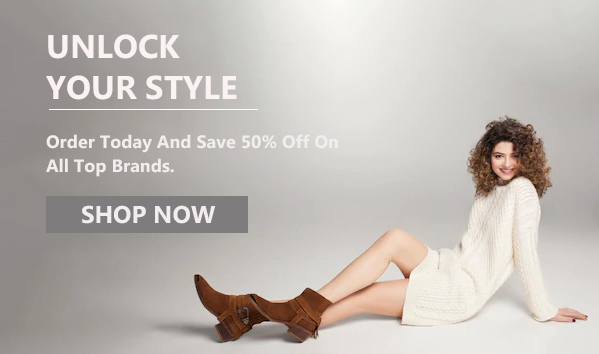 UNLOCK
YOUR STYLE
Order Today And Save 50% Off On
All Top Brands.
SHOP NOW